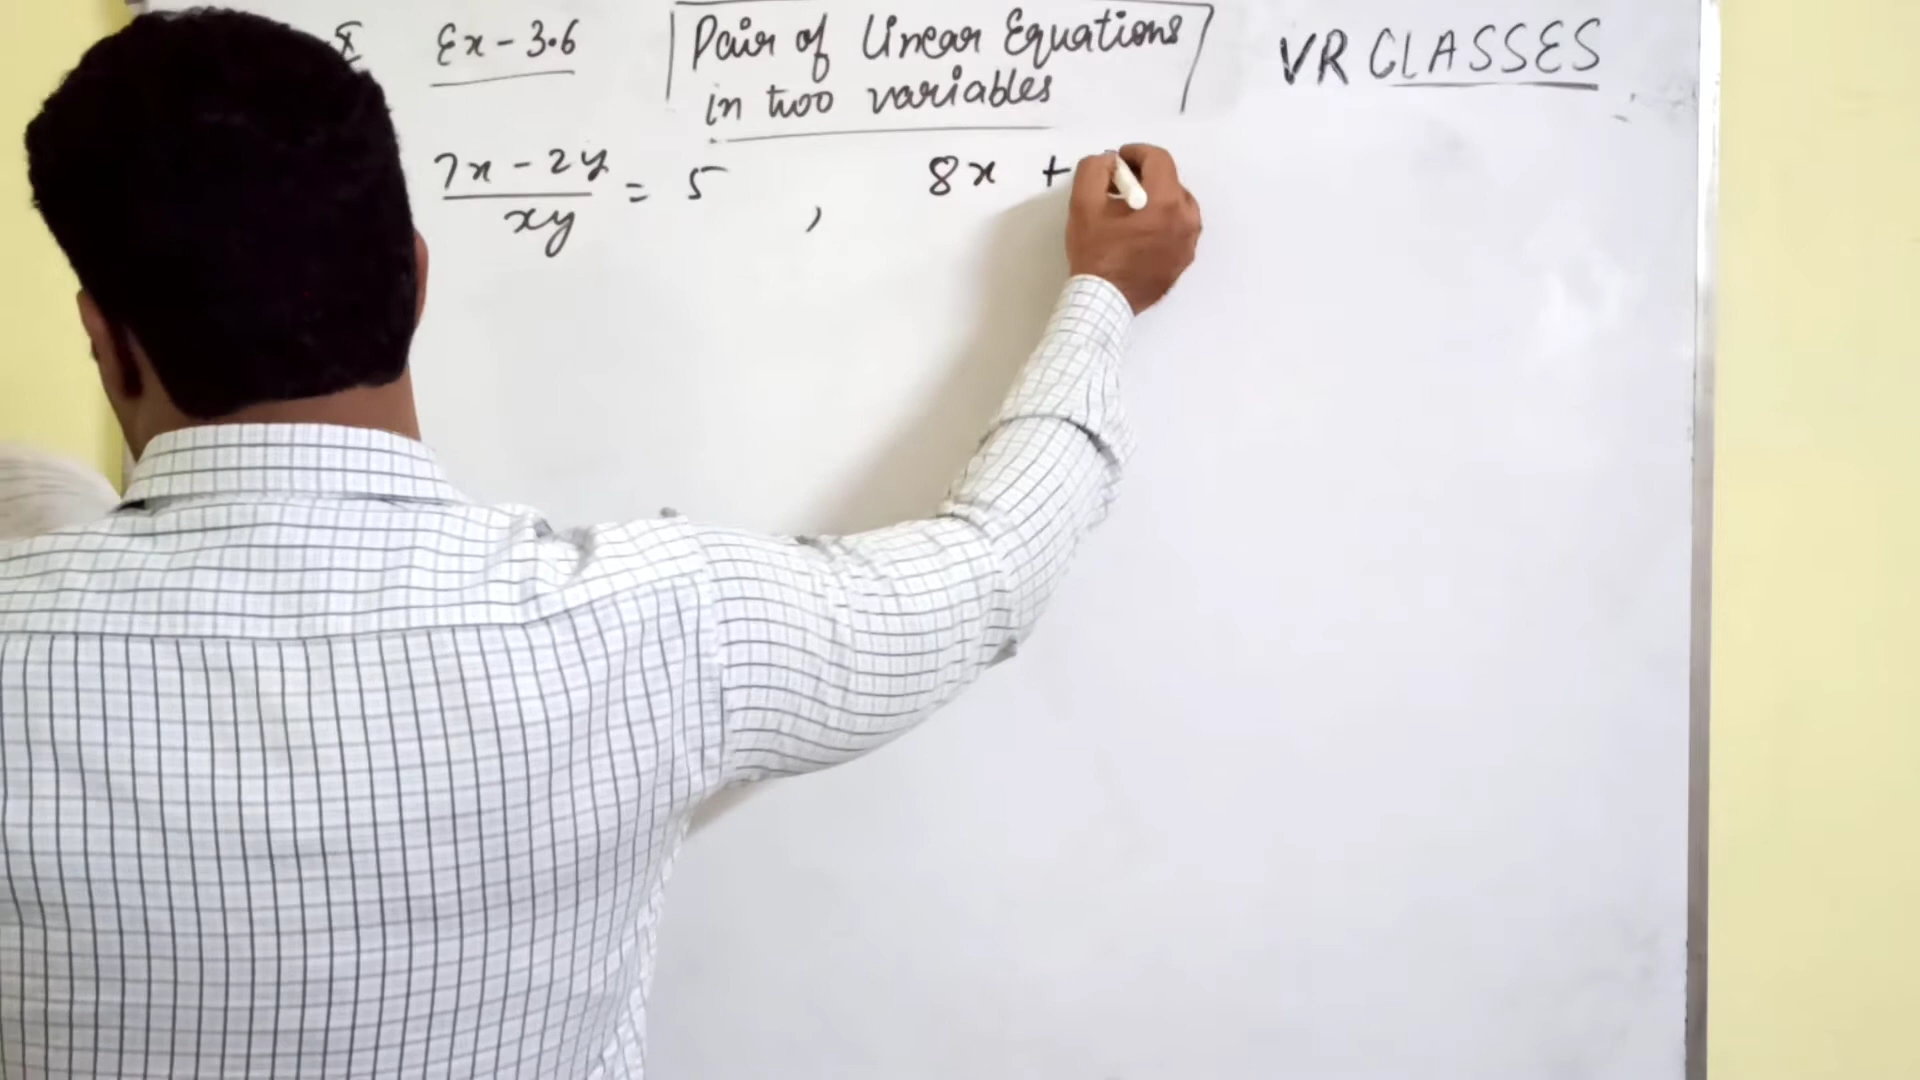 X Ex - 3.6
Pair of Linear Equations
in two variables
VR CLASSES
7x - 2y / xy = 5 , 8x +